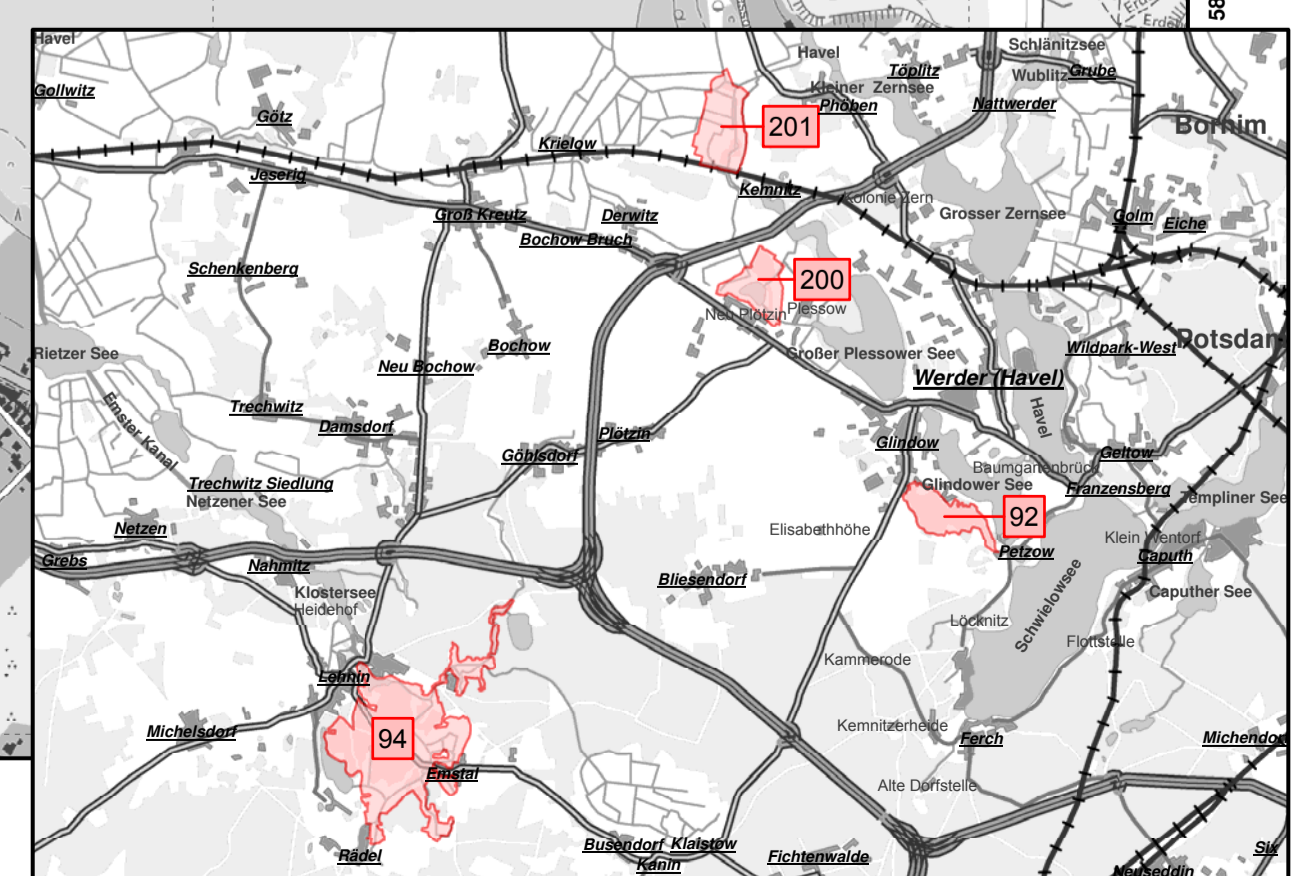 58
Havel
Havel
Schlänitzsee
Töplitz
Wublitz
Grube
Gollwitz
Kleiner Zernsee
Phöben
Nattwerder
Götz
201
Bornim
Krielow
Jeserig
Kemnitz
Kolonie Zern
Groß Kreutz
Derwitz
Grosser Zernsee
Golm
Eiche
Bochow Bruch
Schenkenberg
200
Neu Plötzin
Plessow
Potsdam
Rietzer See
Bochow
Großer Plessower See
Wildpark-West
Neu Bochow
Werder (Havel)
Emster Kanal
Trechwitz
Havel
Damsdorf
Plötzin
Glindow
Göhlsdorf
Geltow
Baumgartenbrück
Trechwitz Siedlung
Glindower See
Franzensberg
Netzener See
Templiner See
92
Netzen
Elisabethhöhe
Klein Wentorf
Grebs
Nahmitz
Petzow
Caputh
Bliesendorf
Klostersee
Caputher See
Heidehof
Schwielowsee
Löcknitz
Flottstelle
Kammerode
Lehnin
Michelsdorf
94
Kemnitzerheide
Ferch
Michendor
Emstal
Alte Dorfstelle
Busendorf
Klaistow
Rädel
Fichtenwalde
Six
Kanin
Neuseddin